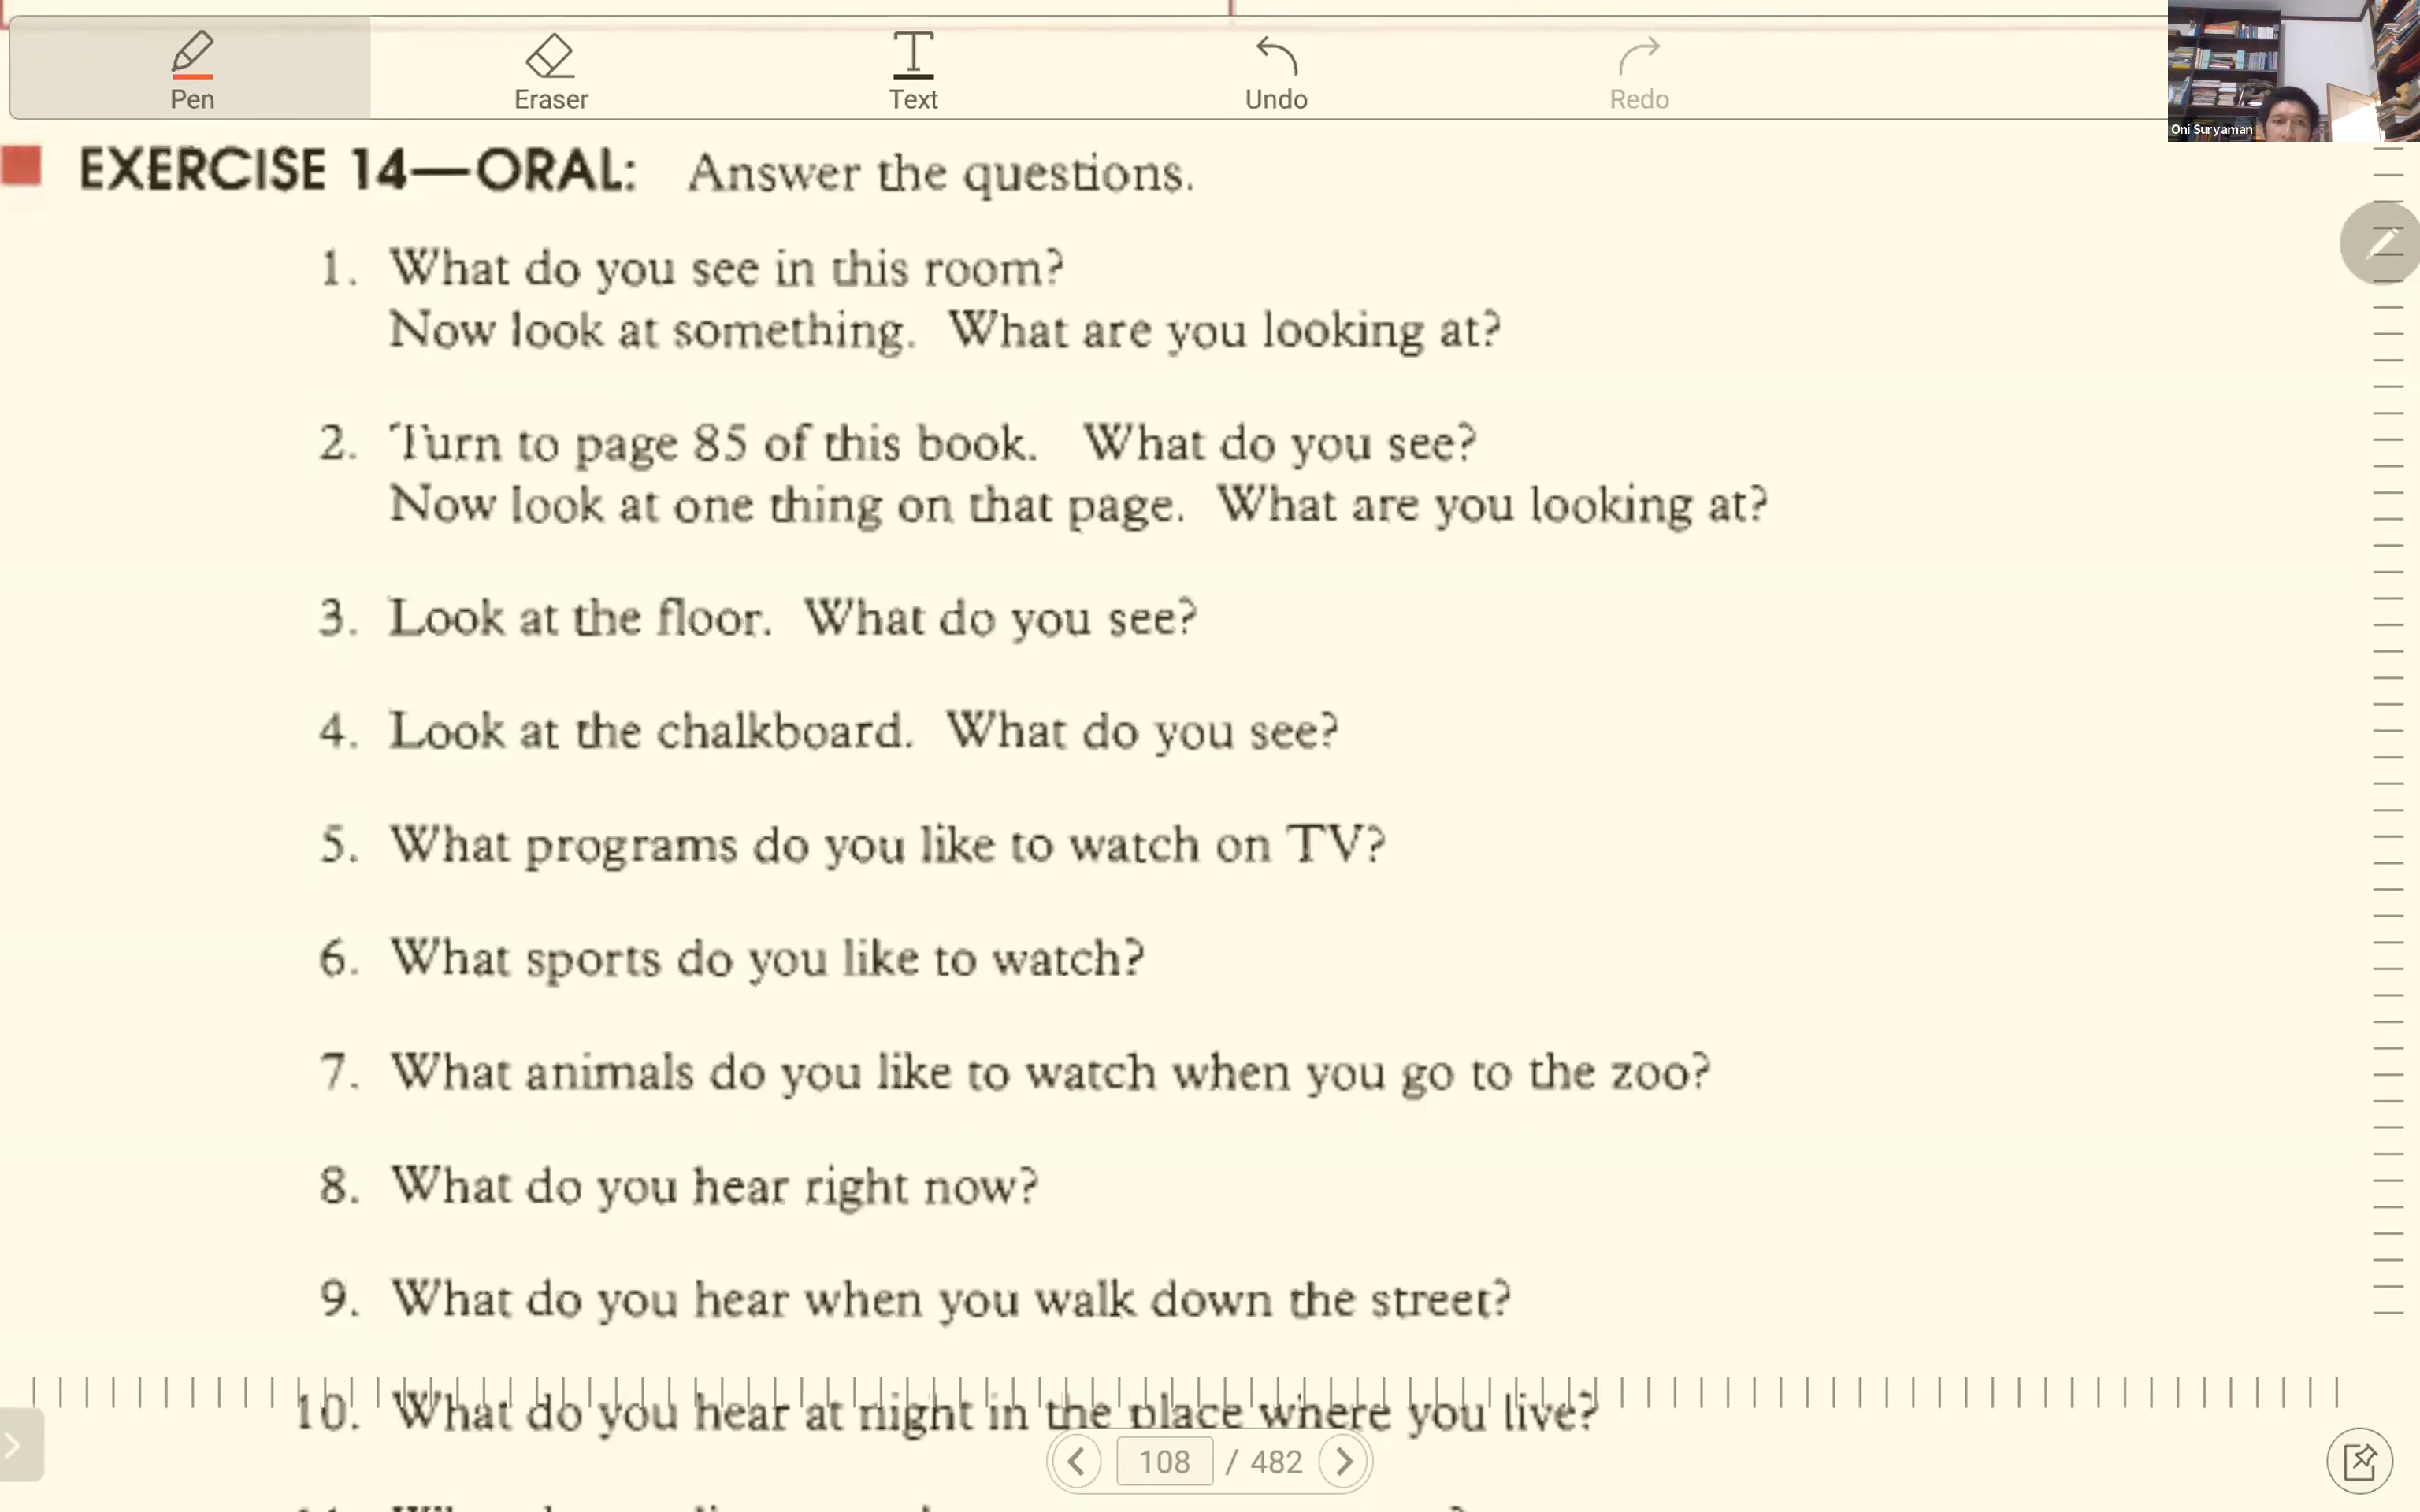 Pen
Eraser
Text
Undo
Redo
Oni Suryaman
EXERCISE 14—ORAL: Answer the questions.
1. What do you see in this room?
Now look at something. What are you looking at?
2. Turn to page 85 of this book. What do you see?
Now look at one thing on that page. What are you looking at?
3. Look at the floor. What do you see?
4. Look at the chalkboard. What do you see?
5. What programs do you like to watch on TV?
6. What sports do you like to watch?
7. What animals do you like to watch when you go to the zoo?
8. What do you hear right now?
9. What do you hear when you walk down the street?
10. What do you hear at night in the place where you live?
108 / 482